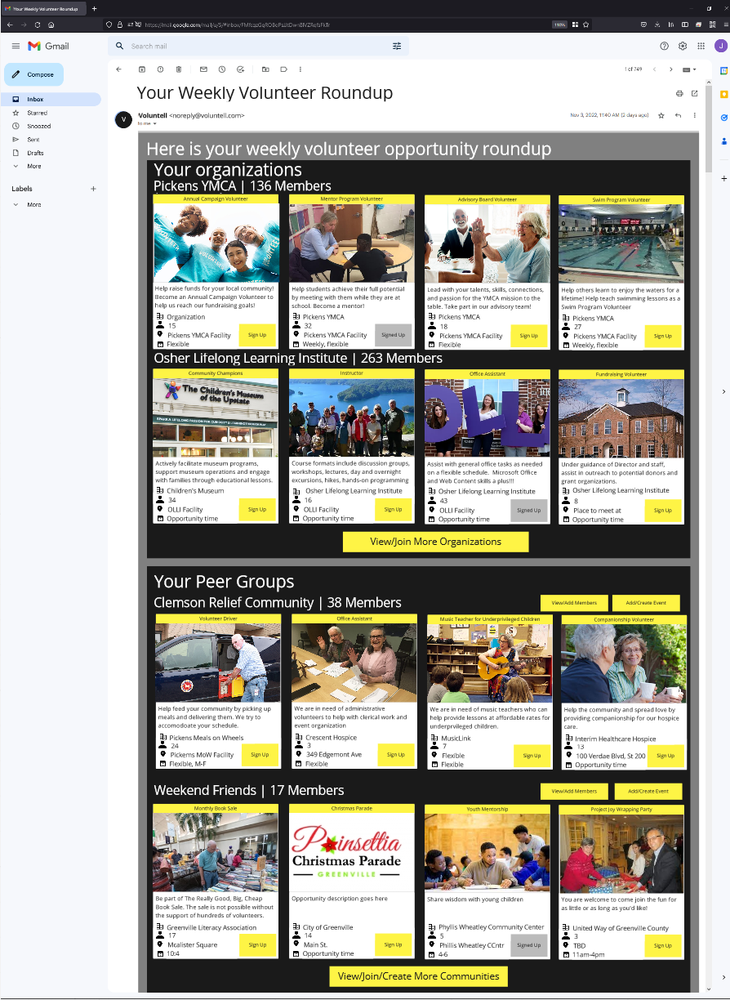 Your Weekly Volunteer Roundup
110%
Gmail
Search mail
J
Compose
1 of 749
Inbox
Starred
Snoozed
Sent
Drafts
More
Labels
More
Your Weekly Volunteer Roundup
V
Voluntell <noreply@voluntell.com>
to me
Nov 3, 2022, 11:40 AM (2 days ago)
Here is your weekly volunteer opportunity roundup
Your organizations
Pickens YMCA | 136 Members
Annual Campaign Volunteer
Help raise funds for your local community!
Become an Annual Campaign Volunteer to
help us reach our fundraising goals!
Organization
15
Pickens YMCA Facility
Flexible
Sign Up
Mentor Program Volunteer
Help students achieve their full potential
by meeting with them while they are at
school. Become a mentor!
Pickens YMCA
32
Pickens YMCA Facility
Weekly, flexible
Signed Up
Advisory Board Volunteer
Lead with your talents, skills, connections,
and passion for the YMCA mission to the
table. Take part in our advisory team!
Pickens YMCA
18
Pickens YMCA Facility
Flexible
Sign Up
Swim Program Volunteer
Help others learn to enjoy the waters for a
lifetime! Help teach swimming lessons as a
Swim Program Volunteer
Pickens YMCA
27
Pickens YMCA Facility
Weekly, flexible
Sign Up
Osher Lifelong Learning Institute | 263 Members
Community Champions
The Children's Museum
of the Upstate
Actively facilitate museum programs,
support museum operations and engage
with families through educational lessons.
Children's Museum
34
OLLI Facility
Opportunity time
Sign Up
Instructor
Course formats include discussion groups,
workshops, lectures, day and overnight
excursions, hikes, hands-on programming
Osher Lifelong Learning Institute
16
OLLI Facility
Opportunity time
Sign Up
Office Assistant
OLLI
Assist with general office tasks as needed
on a flexible schedule. Microsoft Office
and Web Content skills a plus!!!
Osher Lifelong Learning Institute
43
OLLI Facility
Opportunity time
Signed Up
Fundraising Volunteer
Under guidance of Director and staff,
assist in outreach to potential donors and
grant organizations.
Osher Lifelong Learning Institute
8
Place to meet at
Opportunity time
Sign Up
View/Join More Organizations
Your Peer Groups
Clemson Relief Community | 38 Members
View/Add Members
Add/Create Event
Volunteer Driver
Help feed your community by picking up
meals and delivering them. We try to
accomodoate your schedule.
Pickens Meals on Wheels
24
Pickems MoW Facility
Flexible, M-F
Sign Up
Office Assistant
We are in need of administrative
volunteers to help with clerical work and
event organization
Crescent Hospice
3
349 Edgemont Ave
Flexible
Sign Up
Music Teacher for Underprivileged Children
We are in need of music teachers who can
help provide lessons at affordable rates for
underprvileged children.
MusicLink
7
Flexible
Flexible
Sign Up
Companionship Volunteer
Help the community and spread love by
providing companionship for our hospice
care.
Interim Healthcare Hospice
13
100 Verdae Blvd, St 200
Opportunity time
Sign Up
Weekend Friends | 17 Members
View/Add Members
Add/Create Event
Monthly Book Sale
Be part of The Really Good, Big, Cheap
Book Sale. The sale is not possible without
the support of hundreds of volunteers.
Greenville Literacy Association
17
Mcalister Square
10:4
Sign Up
Christmas Parade
Poinsettia
Christmas Parade
GREENVILLE
Opportunity description goes here
City of Greenville
14
Main St.
Opportunity time
Sign Up
Youth Mentorship
Share wisdom with young children
Phyllis Wheatley Community Center
5
Phillis Wheatley CCntr
4-6
Signed Up
Project Joy Wrapping Party
You are welcome to come join the fun for
as little or as long as you'd like!
United Way of Greenville County
3
TBD
11am-4pm
Sign Up
View/Join/Create More Communities